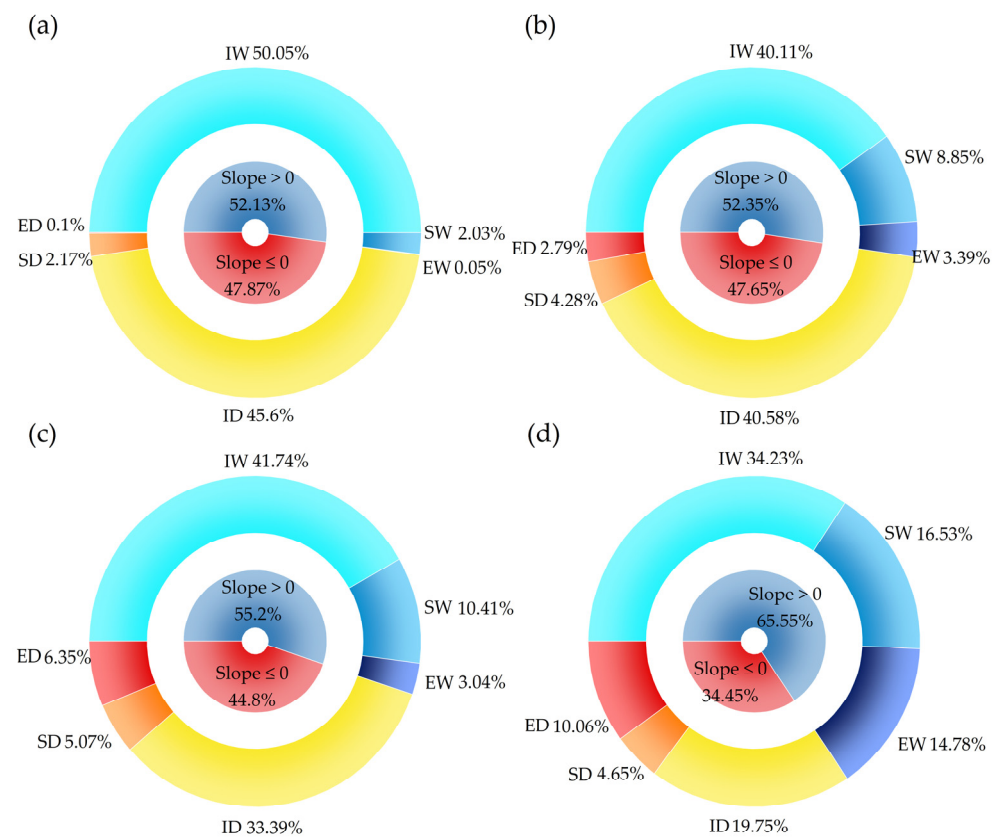 (a)
IW 50.05%
Slope > 0
52.13%
ED 0.1%
SD 2.17%
SW 2.03%
EW 0.05%
Slope ≤ 0
47.87%
ID 45.6%
(b)
IW 40.11%
SW 8.85%
Slope > 0
52.35%
ED 2.79%
EW 3.39%
Slope ≤ 0
47.65%
SD 4.28%
ID 40.58%
(c)
IW 41.74%
Slope > 0
55.2%
SW 10.41%
ED 6.35%
Slope ≤ 0
44.8%
EW 3.04%
SD 5.07%
ID 33.39%
(d)
IW 34.23%
SW 16.53%
Slope > 0
65.55%
Slope < 0
34.45%
ED 10.06%
EW 14.78%
SD 4.65%
ID 19.75%